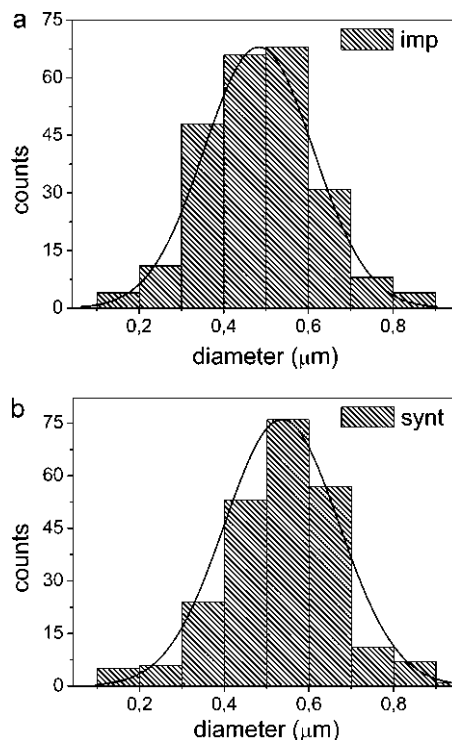 a
75
imp
60
45
30
15
0
counts
0,2 0,4 0,6 0,8
diameter (μm)
b
75
synt
60
45
30
15
0
counts
0,2 0,4 0,6 0,8
diameter (μm)